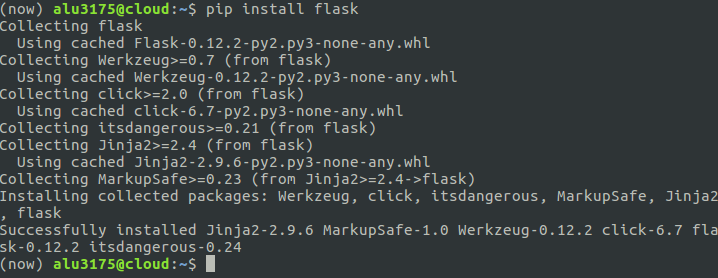 (now) alu3175@cloud:~$ pip install flask
Collecting flask
  Using cached Flask-0.12.2-py2.py3-none-any.whl
Collecting Werkzeug>=0.7 (from flask)
  Using cached Werkzeug-0.12.2-py2.py3-none-any.whl
Collecting click>=2.0 (from flask)
  Using cached click-6.7-py2.py3-none-any.whl
Collecting itsdangerous>=0.21 (from flask)
Collecting Jinja2>=2.4 (from flask)
  Using cached Jinja2-2.9.6-py2.py3-none-any.whl
Collecting MarkupSafe>=0.23 (from Jinja2>=2.4->flask)
Installing collected packages: Werkzeug, click, itsdangerous, MarkupSafe, Jinja2
, flask
Successfully installed Jinja2-2.9.6 MarkupSafe-1.0 Werkzeug-0.12.2 click-6.7 fla
sk-0.12.2 itsdangerous-0.24
(now) alu3175@cloud:~$